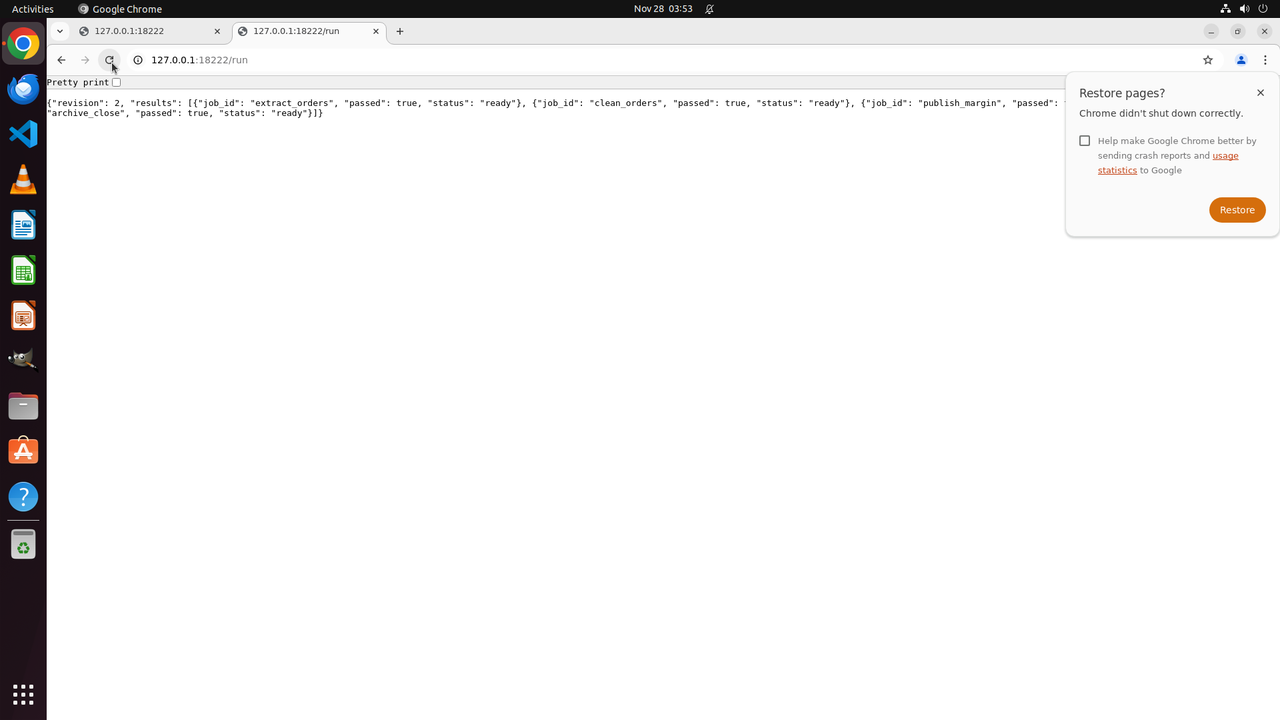 Activities
Google Chrome
Nov 28 03:53
127.0.0.1:18222
127.0.0.1:18222/run
127.0.0.1:18222/run
Pretty print
{"revision": 2, "results": [{"job_id": "extract_orders", "passed": true, "status": "ready"}, {"job_id": "clean_orders", "passed": true, "status": "ready"}, {"job_id": "publish_margin", "passed":
"archive_close", "passed": true, "status": "ready"}]}
Restore pages?
Chrome didn't shut down correctly.
Help make Google Chrome better by
sending crash reports and usage
statistics to Google
Restore